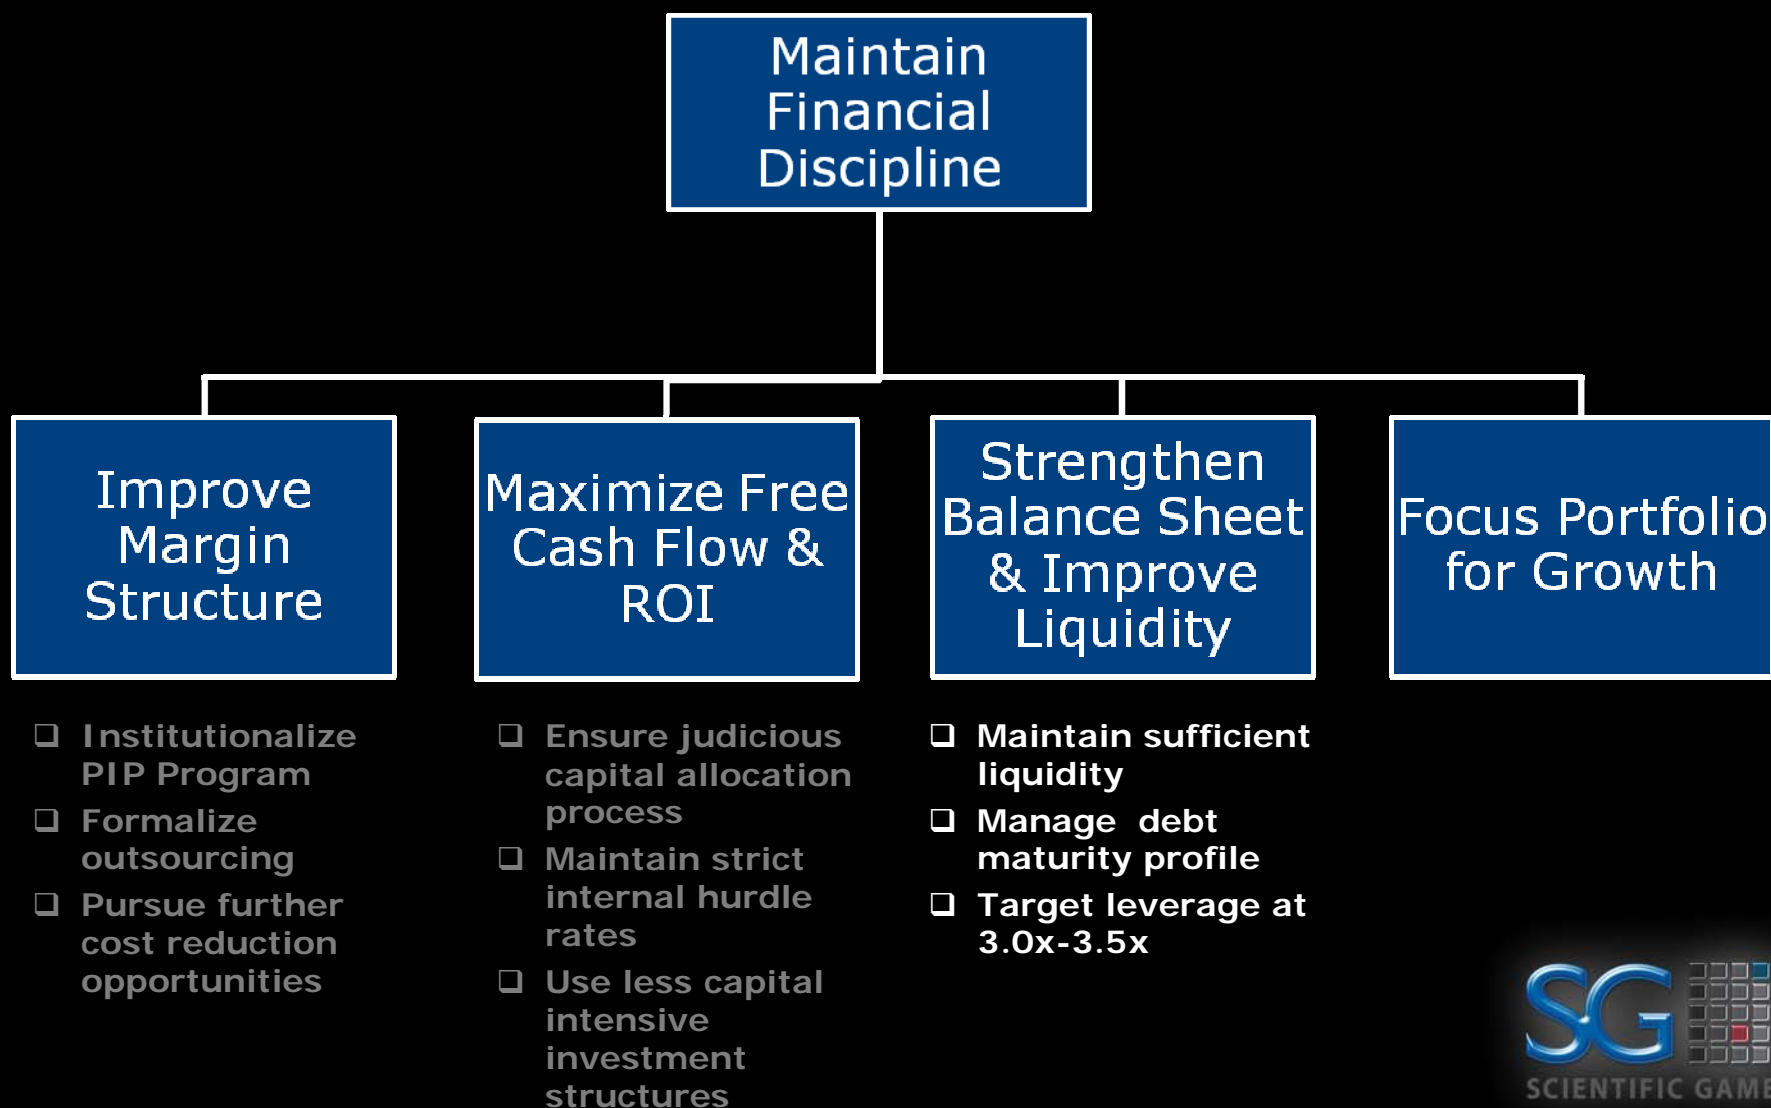 Maintain
Financial
Discipline
Improve
Margin
Structure
Maximize Free
Cash Flow &
ROI
Strengthen
Balance Sheet
& Improve
Liquidity
Focus Portfolio
for Growth
❑ Institutionalize
PIP Program
❑ Formalize
outsourcing
❑ Pursue further
cost reduction
opportunities
❑ Ensure judicious
capital allocation
process
❑ Maintain strict
internal hurdle
rates
❑ Use less capital
intensive
investment
structures
❑ Maintain sufficient
liquidity
❑ Manage debt
maturity profile
❑ Target leverage at
3.0x-3.5x
SG
SCIENTIFIC GAME